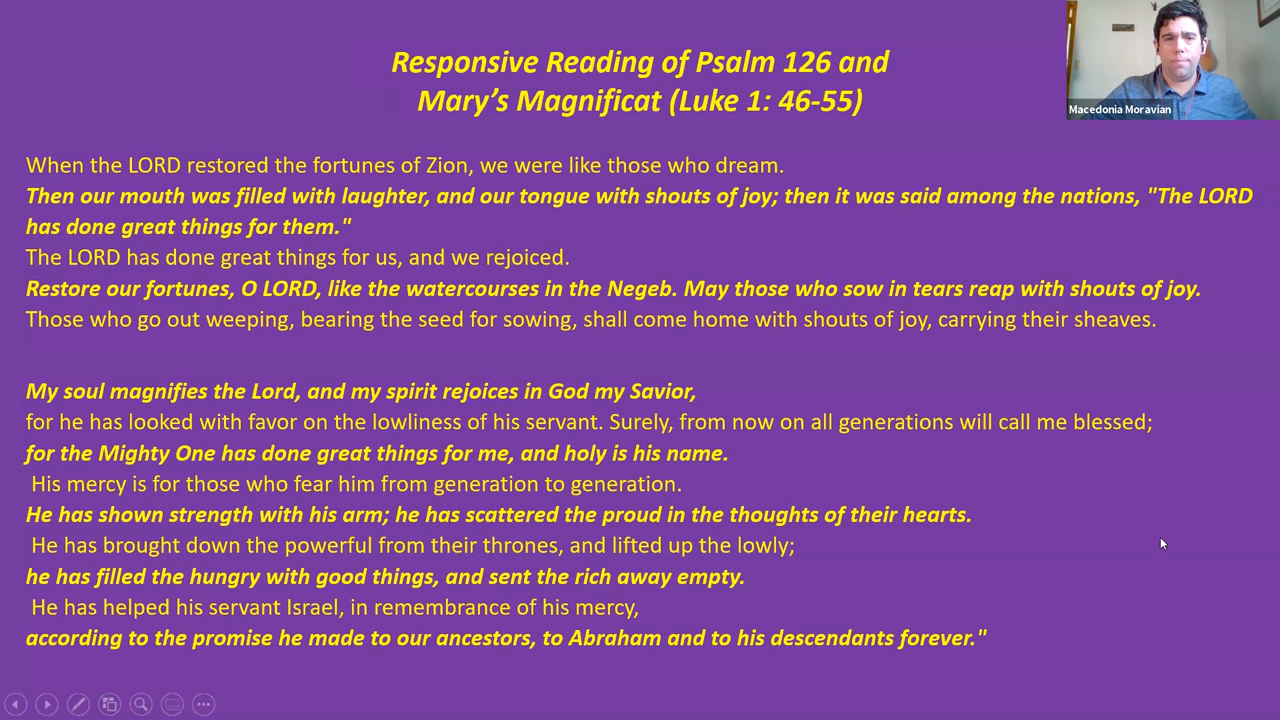 Responsive Reading of Psalm 126 and
Mary's Magnificat (Luke 1: 46-55)
Macedonia Moravian
When the LORD restored the fortunes of Zion, we were like those who dream.
Then our mouth was filled with laughter, and our tongue with shouts of joy; then it was said among the nations, "The LORD
has done great things for them."
The LORD has done great things for us, and we rejoiced.
Restore our fortunes, O LORD, like the watercourses in the Negeb. May those who sow in tears reap with shouts of joy.
Those who go out weeping, bearing the seed for sowing, shall come home with shouts of joy, carrying their sheaves.
My soul magnifies the Lord, and my spirit rejoices in God my Savior,
for he has looked with favor on the lowliness of his servant. Surely, from now on all generations will call me blessed;
for the Mighty One has done great things for me, and holy is his name.
His mercy is for those who fear him from generation to generation.
He has shown strength with his arm; he has scattered the proud in the thoughts of their hearts.
He has brought down the powerful from their thrones, and lifted up the lowly;
he has filled the hungry with good things, and sent the rich away empty.
He has helped his servant Israel, in remembrance of his mercy,
according to the promise he made to our ancestors, to Abraham and to his descendants forever."